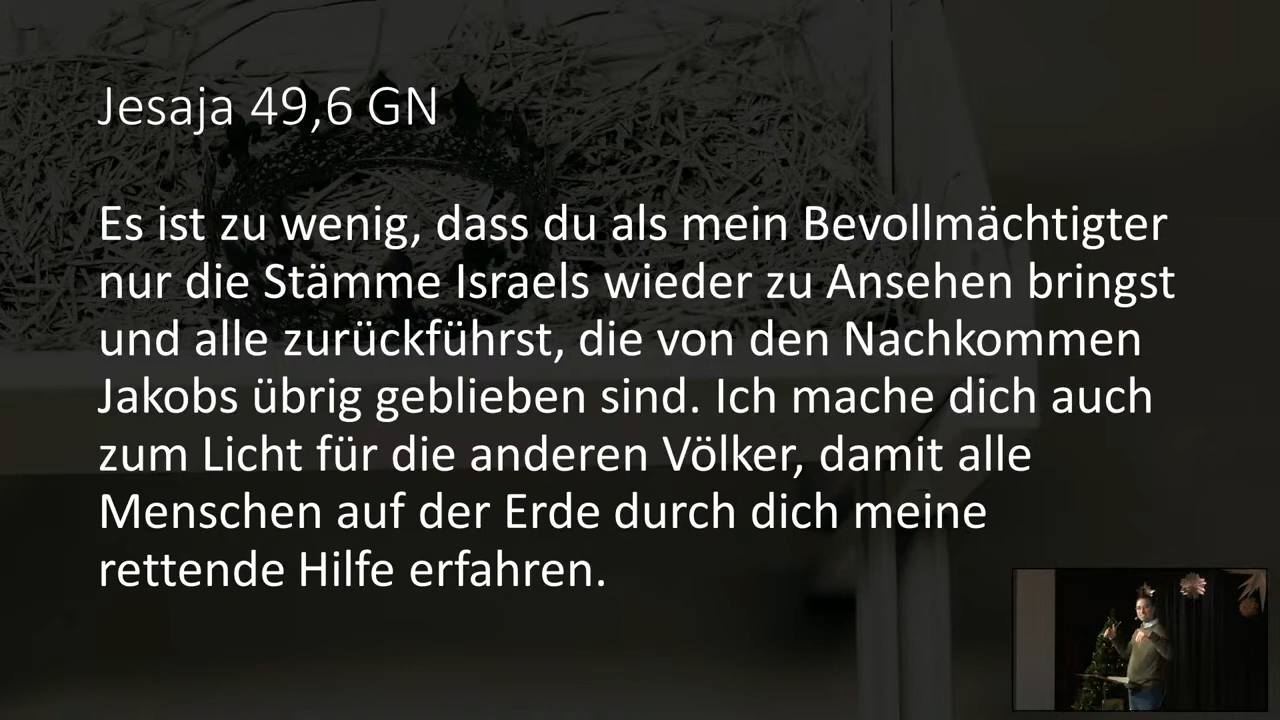 Jesaja 49,6 GN
Es ist zu wenig, dass du als mein Bevollmächtigter
nur die Stämme Israels wieder zu Ansehen bringst
und alle zurückführst, die von den Nachkommen
Jakobs übrig geblieben sind. Ich mache dich auch
zum Licht für die anderen Völker, damit alle
Menschen auf der Erde durch dich meine
rettende Hilfe erfahren.